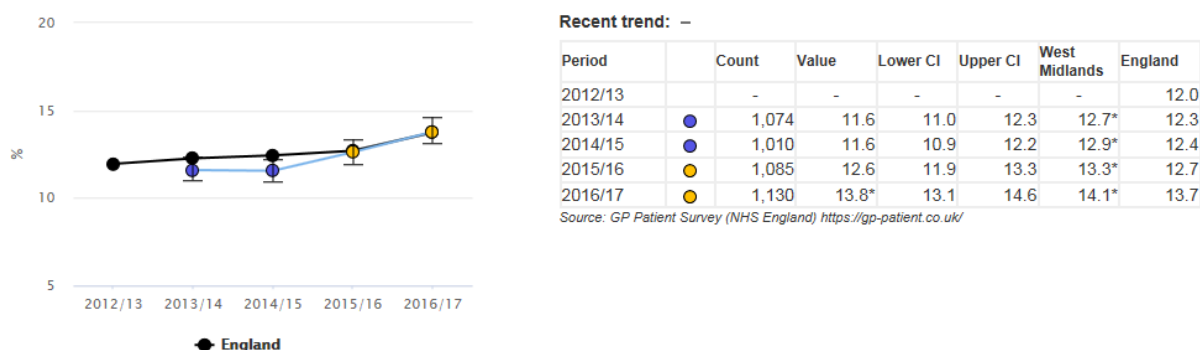 20
15
%
10
5
2012/13 2013/14 2014/15 2015/16 2016/17
England
Recent trend: –
Period Count Value Lower CI Upper CI West Midlands England
2012/13 - - - - - 12.0
2013/14 1,074 11.6 11.0 12.3 12.7* 12.3
2014/15 1,010 11.6 10.9 12.2 12.9* 12.4
2015/16 1,085 12.6 11.9 13.3 13.3* 12.7
2016/17 1,130 13.8* 13.1 14.6 14.1* 13.7
Source: GP Patient Survey (NHS England) https://gp-patient.co.uk/